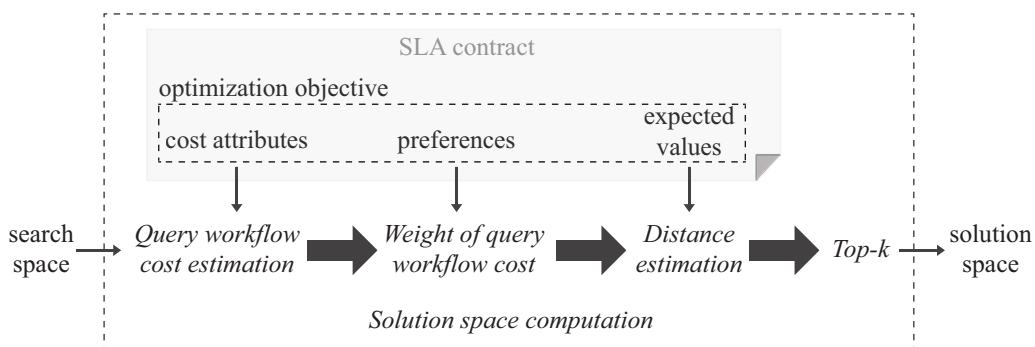 SLA contract
optimization objective
cost attributes
preferences
expected
values
search
space
Query workflow
cost estimation
Weight of query
workflow cost
Distance
estimation
Top-k
solution
space
Solution space computation